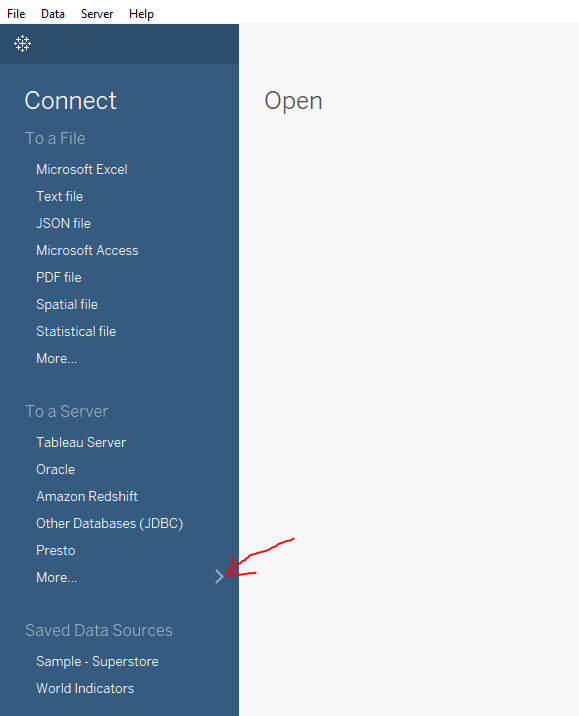 File Data Server Help
Connect
Open
To a File
Microsoft Excel
Text file
JSON file
Microsoft Access
PDF file
Spatial file
Statistical file
More...
To a Server
Tableau Server
Oracle
Amazon Redshift
Other Databases (JDBC)
Presto
More...
Saved Data Sources
Sample - Superstore
World Indicators